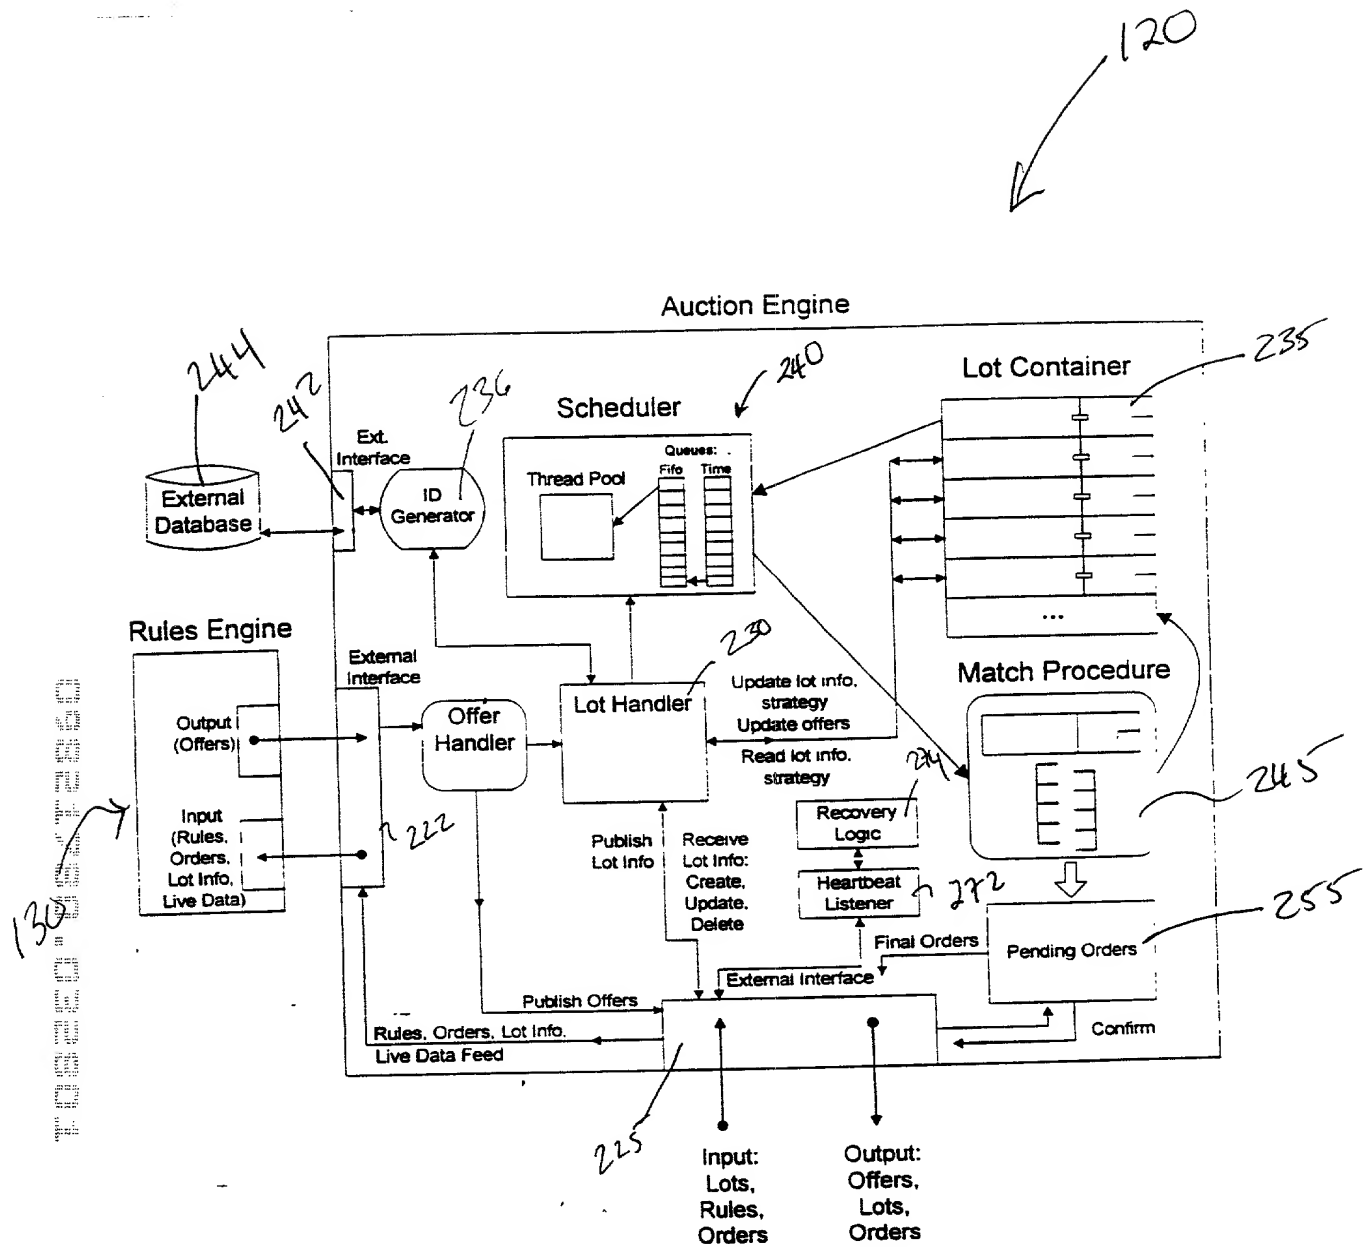 120
Auction Engine
244
242
236
240
235
Lot Container
Scheduler
Ext.
Interface
Queues:
Fifo
Time
Thread Pool
ID
Generator
External
Database
...
Rules Engine
External
Interface
230
Match Procedure
Lot Handler
Update lot info.
strategy
Update offers
Read lot info.
strategy
Offer
Handler
Output
(Offers)
274
245
Recovery
Logic
Input
(Rules,
Orders,
Lot Info,
Live Data)
222
Publish
Lot Info
Receive
Lot Info:
Create,
Update,
Delete
Heartbeat
Listener
272
255
130
Final Orders
Pending Orders
External Interface
Publish Offers
Rules, Orders, Lot Info.
Live Data Feed
Confirm
225
Input:
Lots,
Rules,
Orders
Output:
Offers,
Lots,
Orders